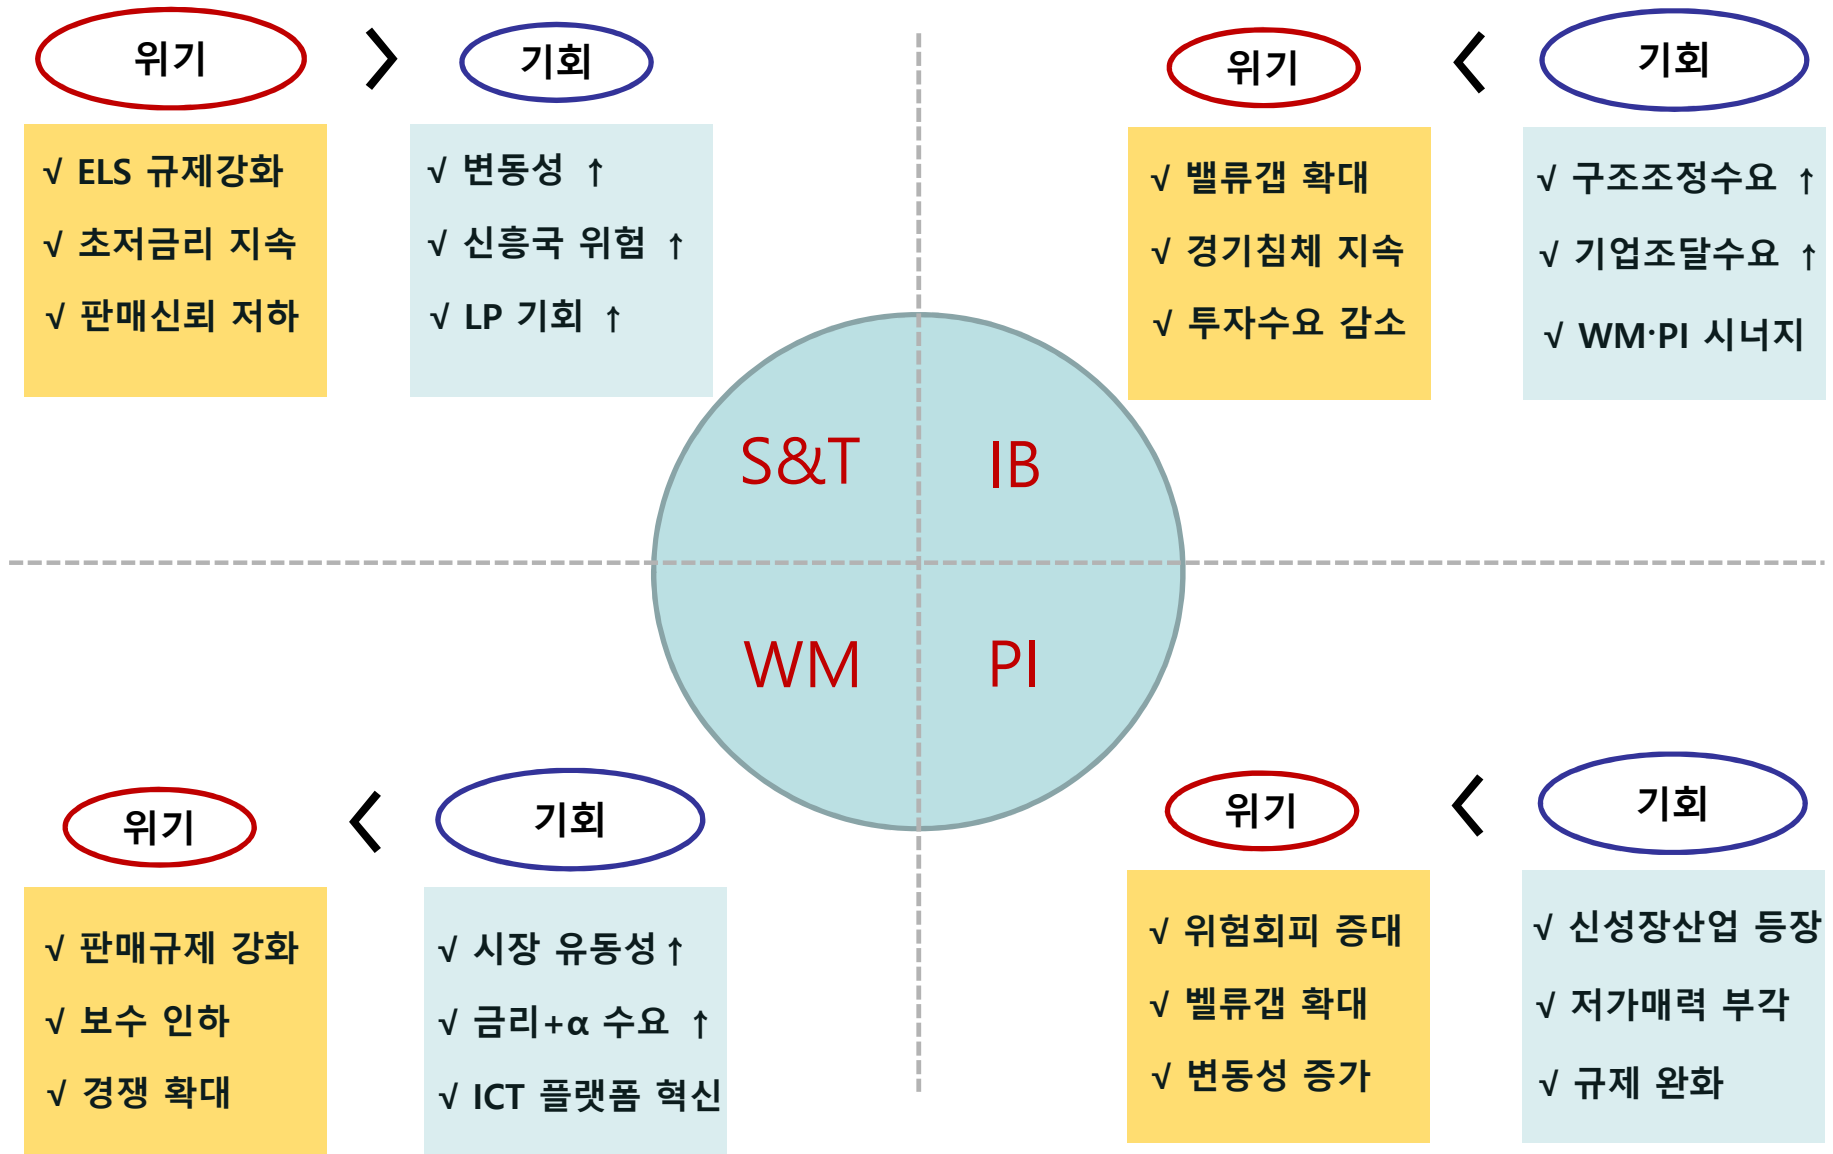 위기 > 기회
√ ELS 규제강화
√ 초저금리 지속
√ 판매신뢰 저하
√ 변동성 ↑
√ 신흥국 위험 ↑
√ LP 기회 ↑
위기 < 기회
√ 밸류갭 확대
√ 경기침체 지속
√ 투자수요 감소
√ 구조조정수요 ↑
√ 기업조달수요 ↑
√ WM·PI 시너지
S&T
IB
WM
PI
위기 < 기회
√ 판매규제 강화
√ 보수 인하
√ 경쟁 확대
√ 시장 유동성↑
√ 금리+α 수요 ↑
√ ICT 플랫폼 혁신
위기 < 기회
√ 위험회피 증대
√ 벨류갭 확대
√ 변동성 증가
√ 신성장산업 등장
√ 저가매력 부각
√ 규제 완화